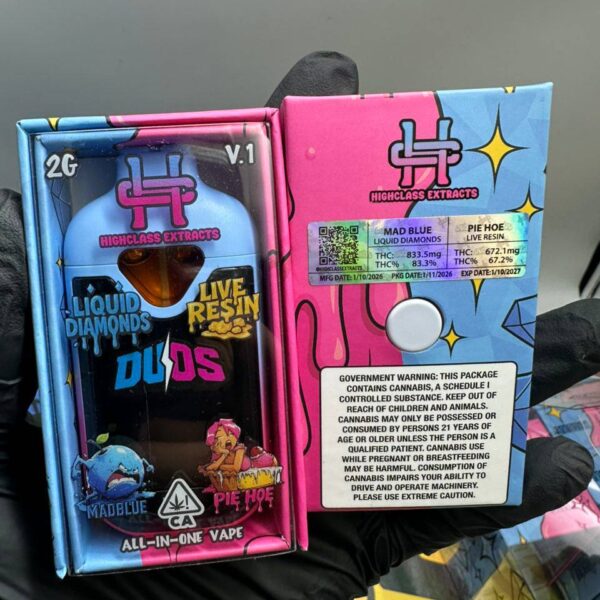 2G
V.1
HIGHCLASS EXTRACTS
LIQUID DIAMONDS
LIVE RESIN
DUOS
MADBLUE
PIE HOE
CA
ALL-IN-ONE VAPE
HIGHCLASS EXTRACTS
@HIGHCLASSEXTRACTS
MAD BLUE
LIQUID DIAMONDS
THC: 833.5mg
THC% 83.3%
PIE HOE
LIVE RESIN
THC: 672.1mg
THC% 67.2%
MFG DATE: 1/10/2026 PKG DATE: 1/11/2026 EXP DATE: 1/10/2027
GOVERNMENT WARNING: THIS PACKAGE
CONTAINS CANNABIS, A SCHEDULE I
CONTROLLED SUBSTANCE. KEEP OUT OF
REACH OF CHILDREN AND ANIMALS.
CANNABIS MAY ONLY BE POSSESSED OR
CONSUMED BY PERSONS 21 YEARS OF
AGE OR OLDER UNLESS THE PERSON IS A
QUALIFIED PATIENT. CANNABIS USE
WHILE PREGNANT OR BREASTFEEDING
MAY BE HARMFUL. CONSUMPTION OF
CANNABIS IMPAIRS YOUR ABILITY TO
DRIVE AND OPERATE MACHINERY.
PLEASE USE EXTREME CAUTION.